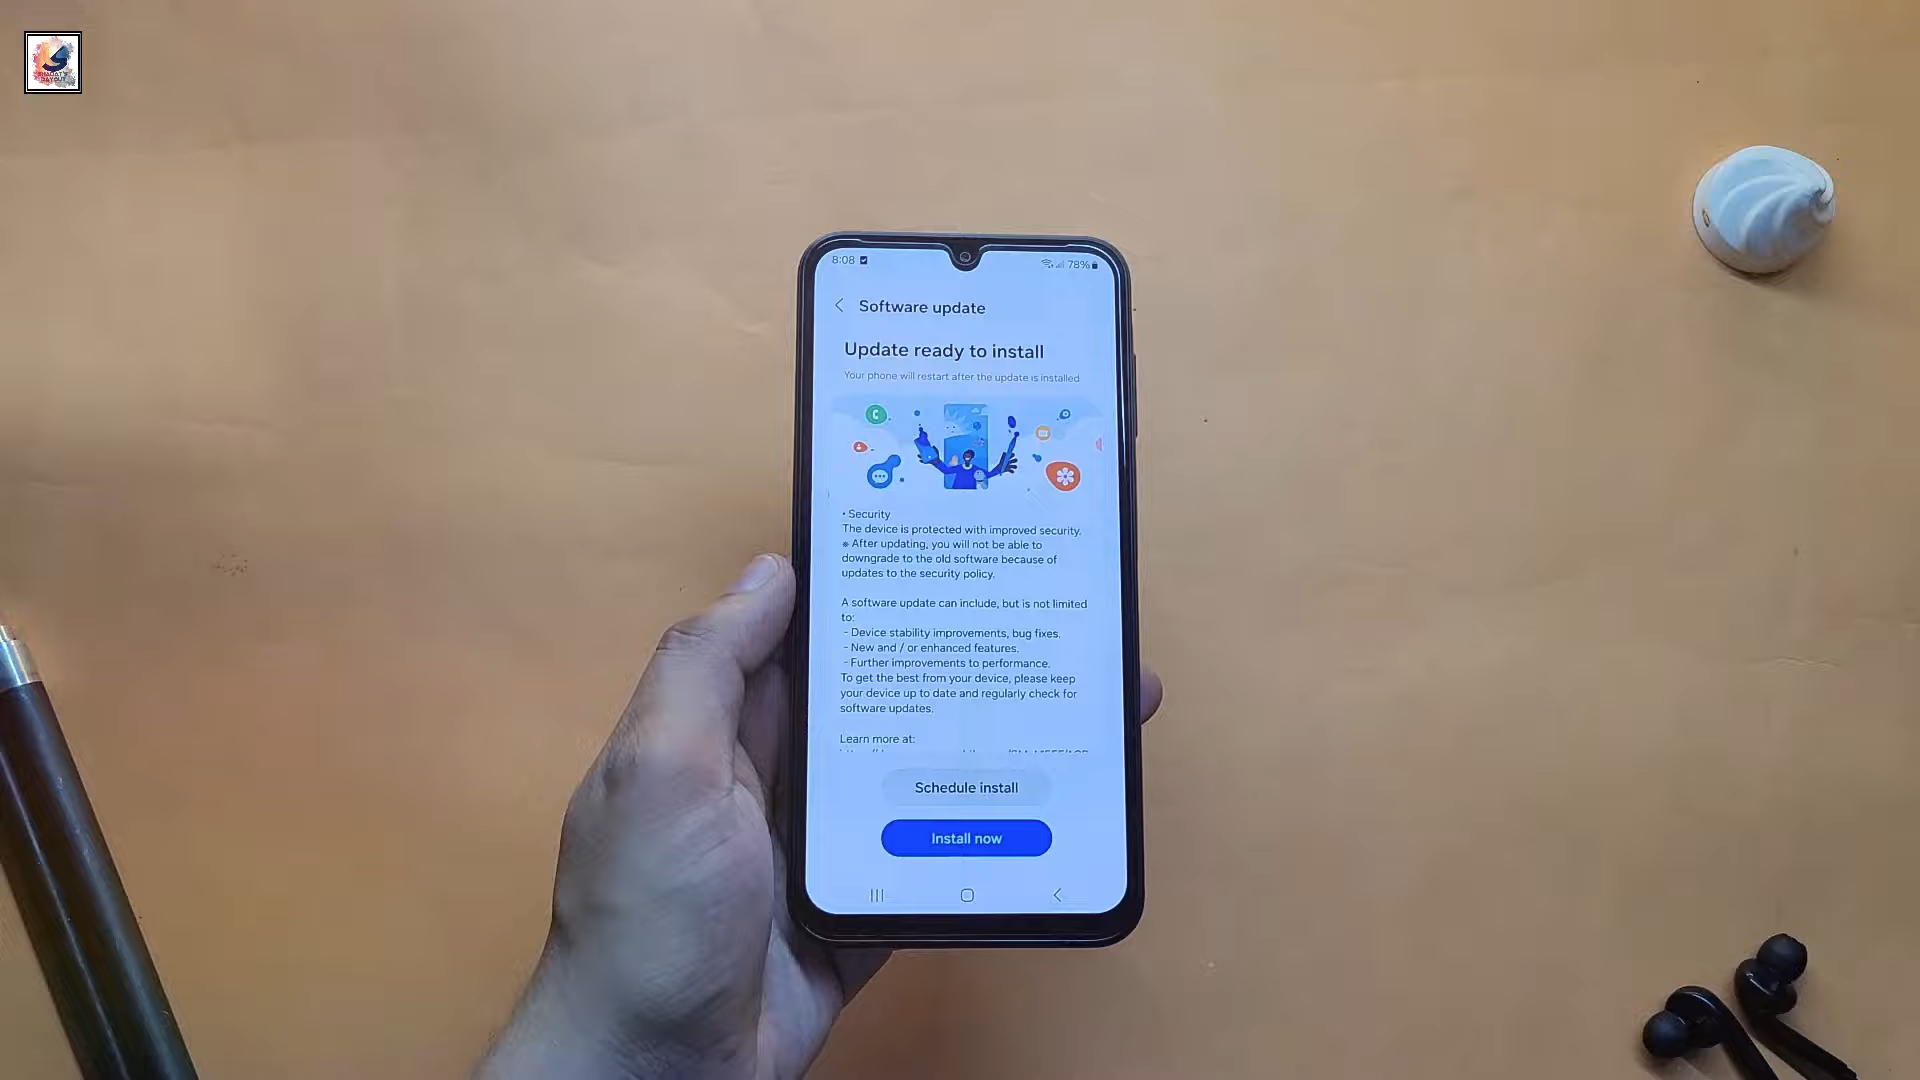 8:08
78%
Software update
Update ready to install
Your phone will restart after the update is installed
• Security
The device is protected with improved security.
※ After updating, you will not be able to
downgrade to the old software because of
updates to the security policy.
A software update can include, but is not limited
to:
- Device stability improvements, bug fixes.
- New and / or enhanced features.
- Further improvements to performance.
To get the best from your device, please keep
your device up to date and regularly check for
software updates.
Learn more at:
Schedule install
Install now